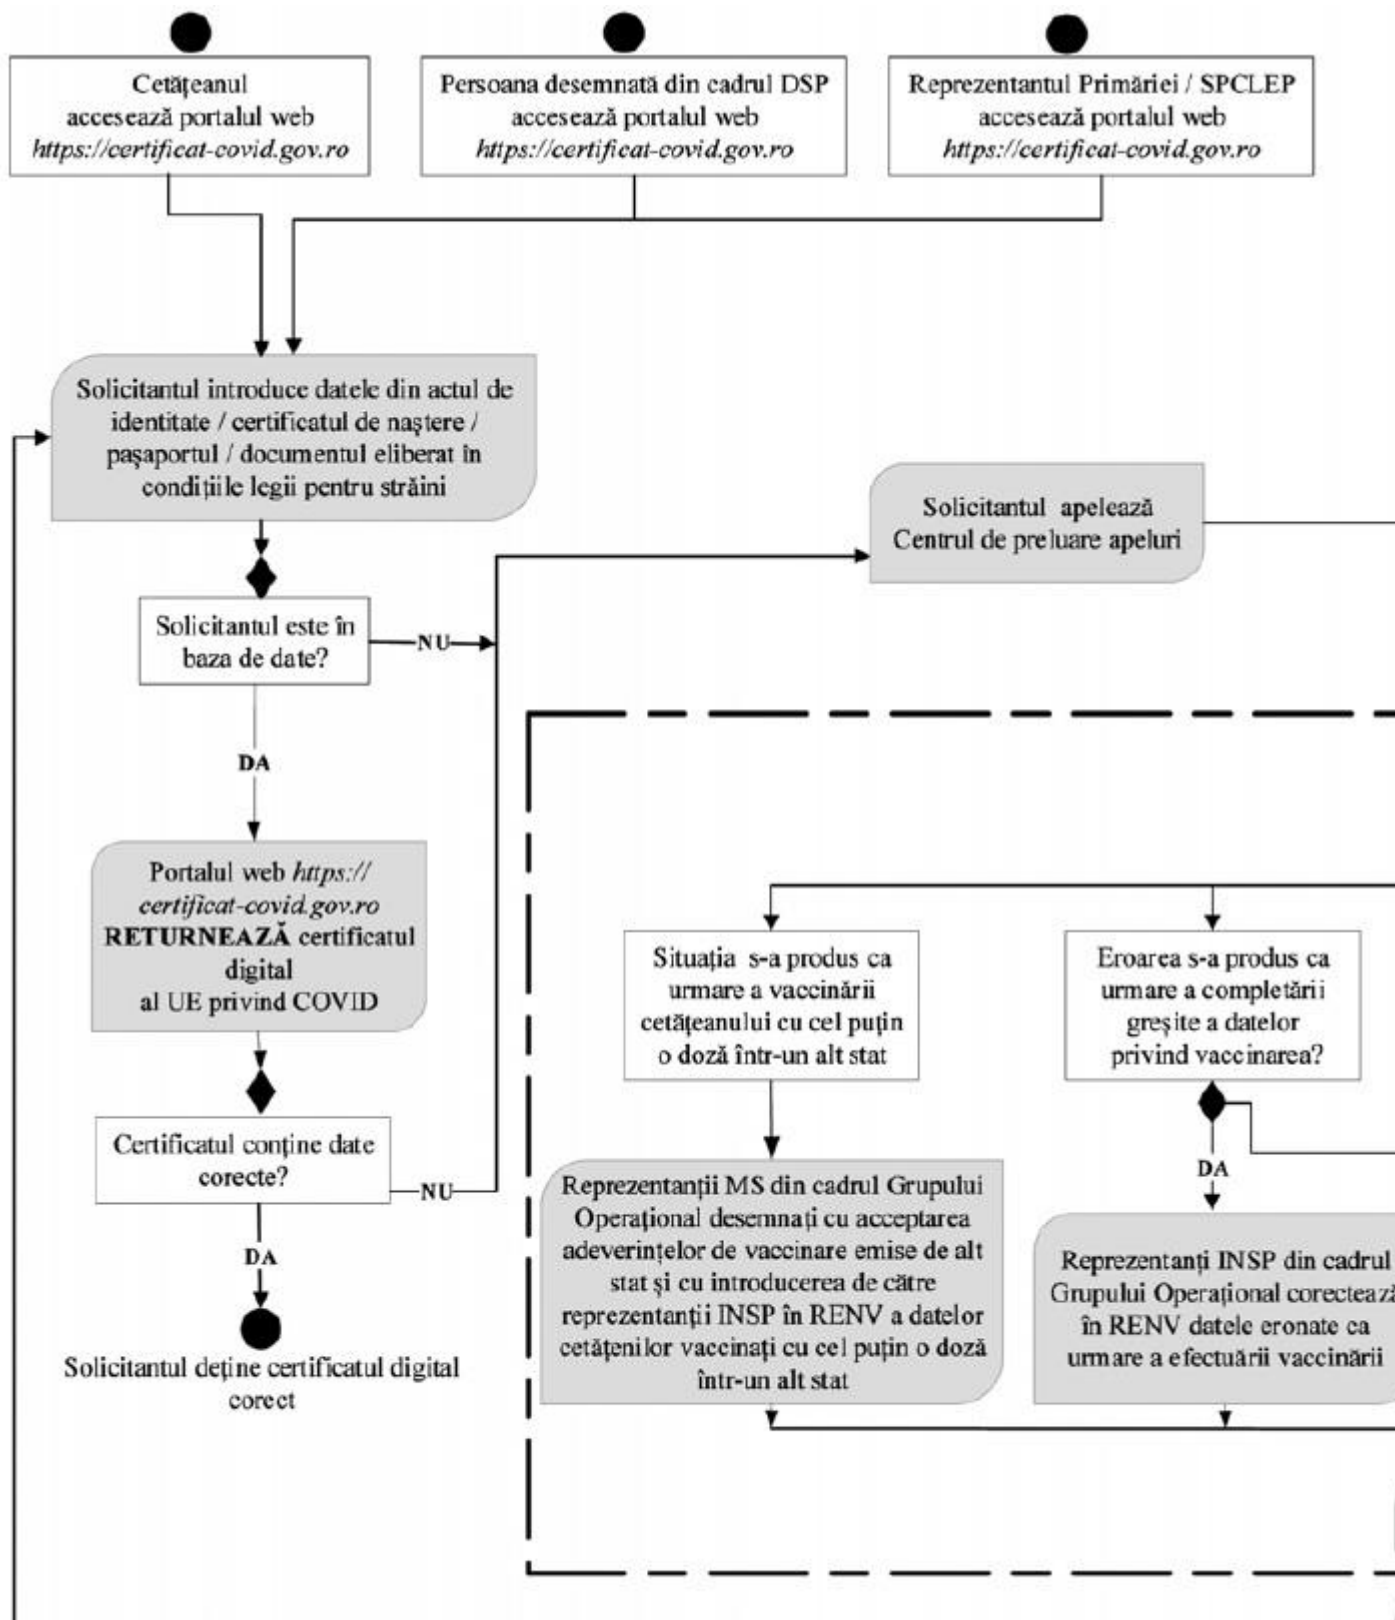 Cetățeanul
accesează portalul web
https://certificat-covid.gov.ro
Persoana desemnată din cadrul DSP
accesează portalul web
https://certificat-covid.gov.ro
Reprezentantul Primăriei / SPCLEP
accesează portalul web
https://certificat-covid.gov.ro
Solicitantul introduce datele din actul de
identitate / certificatul de naștere /
pașaportul / documentul eliberat în
condițiile legii pentru străini
Solicitantul apelează
Centrul de preluare apeluri
Solicitantul este în
baza de date?
NU
DA
Portalul web https://
certificat-covid.gov.ro
RETURNEAZĂ certificatul
digital
al UE privind COVID
Situația s-a produs ca
urmare a vaccinării
cetățeanului cu cel puțin
o doză într-un alt stat
Eroarea s-a produs ca
urmare a completării
greșite a datelor
privind vaccinarea?
Certificatul conține date
corecte?
NU
DA
DA
Reprezentanții MS din cadrul Grupului
Operațional desemnați cu acceptarea
adeverințelor de vaccinare emise de alt
stat și cu introducerea de către
reprezentanții INSP în RENV a datelor
cetățenilor vaccinați cu cel puțin o doză
într-un alt stat
Reprezentanți INSP din cadrul
Grupului Operațional corectează
în RENV datele eronate ca
urmare a efectuării vaccinării
Solicitantul deține certificatul digital
corect